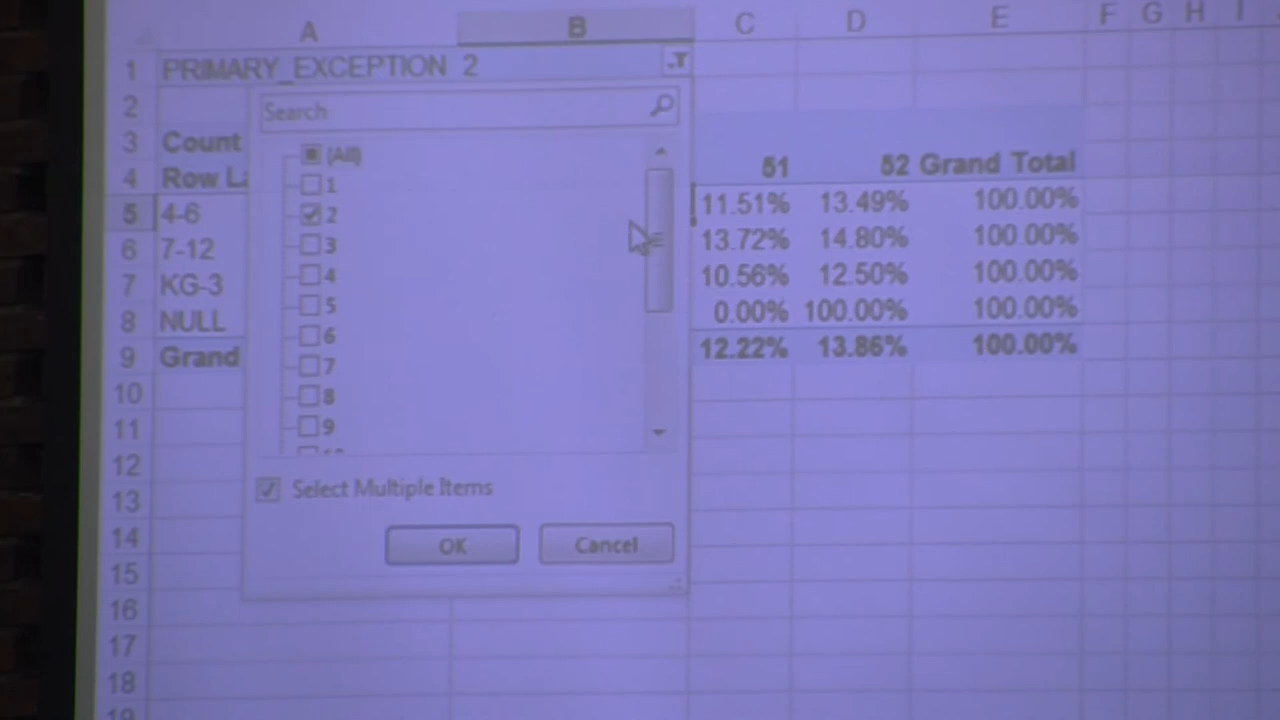 A B C D E F G H I
1 PRIMARY_EXCEPTION 2
2 Search
3 Count
(All)
51 52 Grand Total
4 Row La
1
5 4-6 11.51% 13.49% 100.00%
2
6 7-12 13.72% 14.80% 100.00%
3
7 KG-3 10.56% 12.50% 100.00%
4
8 NULL 0.00% 100.00% 100.00%
5
6
9 Grand 12.22% 13.86% 100.00%
7
10
8
11
9
12
13 Select Multiple Items
14 OK Cancel
15
16
17
18
19